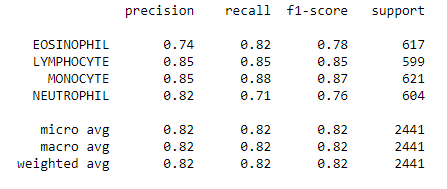 precision recall f1-score support
EOSINOPHIL 0.74 0.82 0.78 617
LYMPHOCYTE 0.85 0.85 0.85 599
MONOCYTE 0.85 0.88 0.87 621
NEUTROPHIL 0.82 0.71 0.76 604
micro avg 0.82 0.82 0.82 2441
macro avg 0.82 0.82 0.82 2441
weighted avg 0.82 0.82 0.82 2441